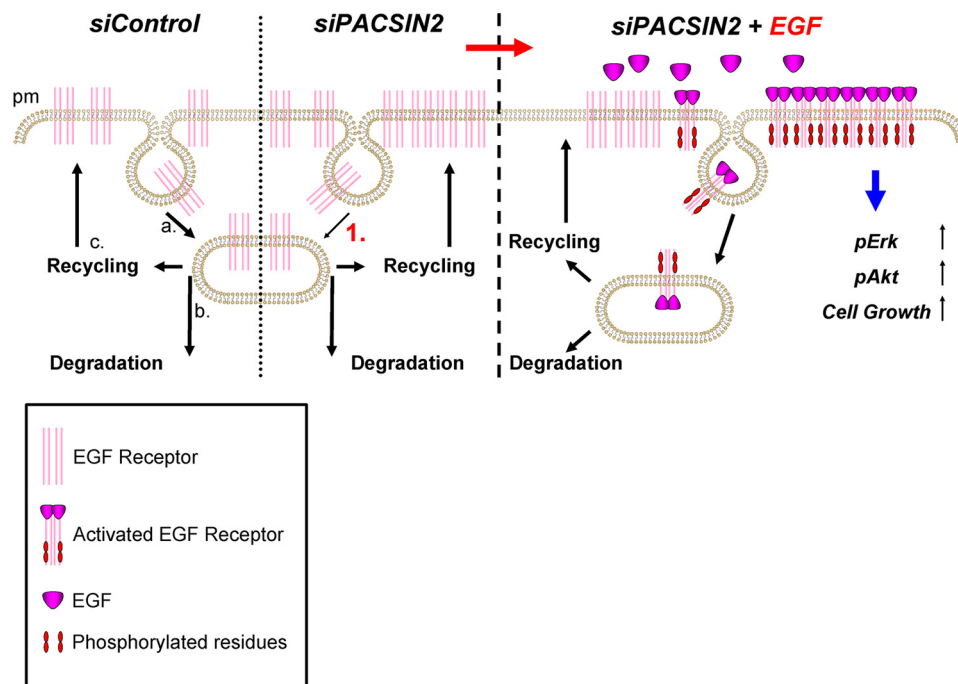 siControl
siPACSIN2
siPACSIN2 + EGF
pm
a.
1.
c.
Recycling
Recycling
Recycling
b.
Degradation
Degradation
Degradation
pErk
pAkt
Cell Growth
EGF Receptor
Activated EGF Receptor
EGF
Phosphorylated residues